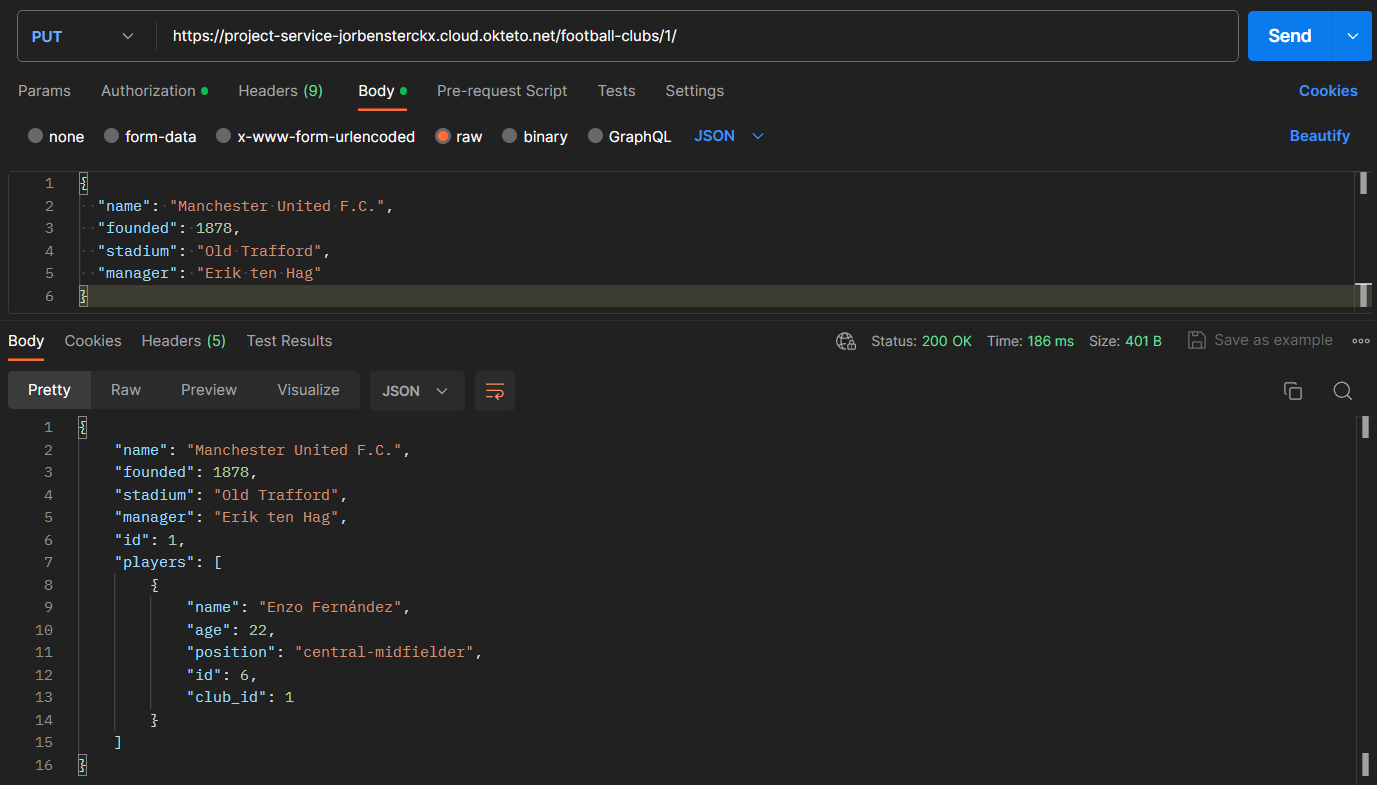 PUT https://project-service-jorbensterckx.cloud.okteto.net/football-clubs/1/ Send
Params Authorization Headers (9) Body Pre-request Script Tests Settings Cookies
none form-data x-www-form-urlencoded raw binary GraphQL JSON Beautify
1 {
2 "name": "Manchester United F.C.",
3 "founded": 1878,
4 "stadium": "Old Trafford",
5 "manager": "Erik ten Hag"
6 }
Body Cookies Headers (5) Test Results Status: 200 OK Time: 186 ms Size: 401 B Save as example
Pretty Raw Preview Visualize JSON
1 {
2 "name": "Manchester United F.C.",
3 "founded": 1878,
4 "stadium": "Old Trafford",
5 "manager": "Erik ten Hag",
6 "id": 1,
7 "players": [
8 {
9 "name": "Enzo Fernández",
10 "age": 22,
11 "position": "central-midfielder",
12 "id": 6,
13 "club_id": 1
14 }
15 ]
16 }